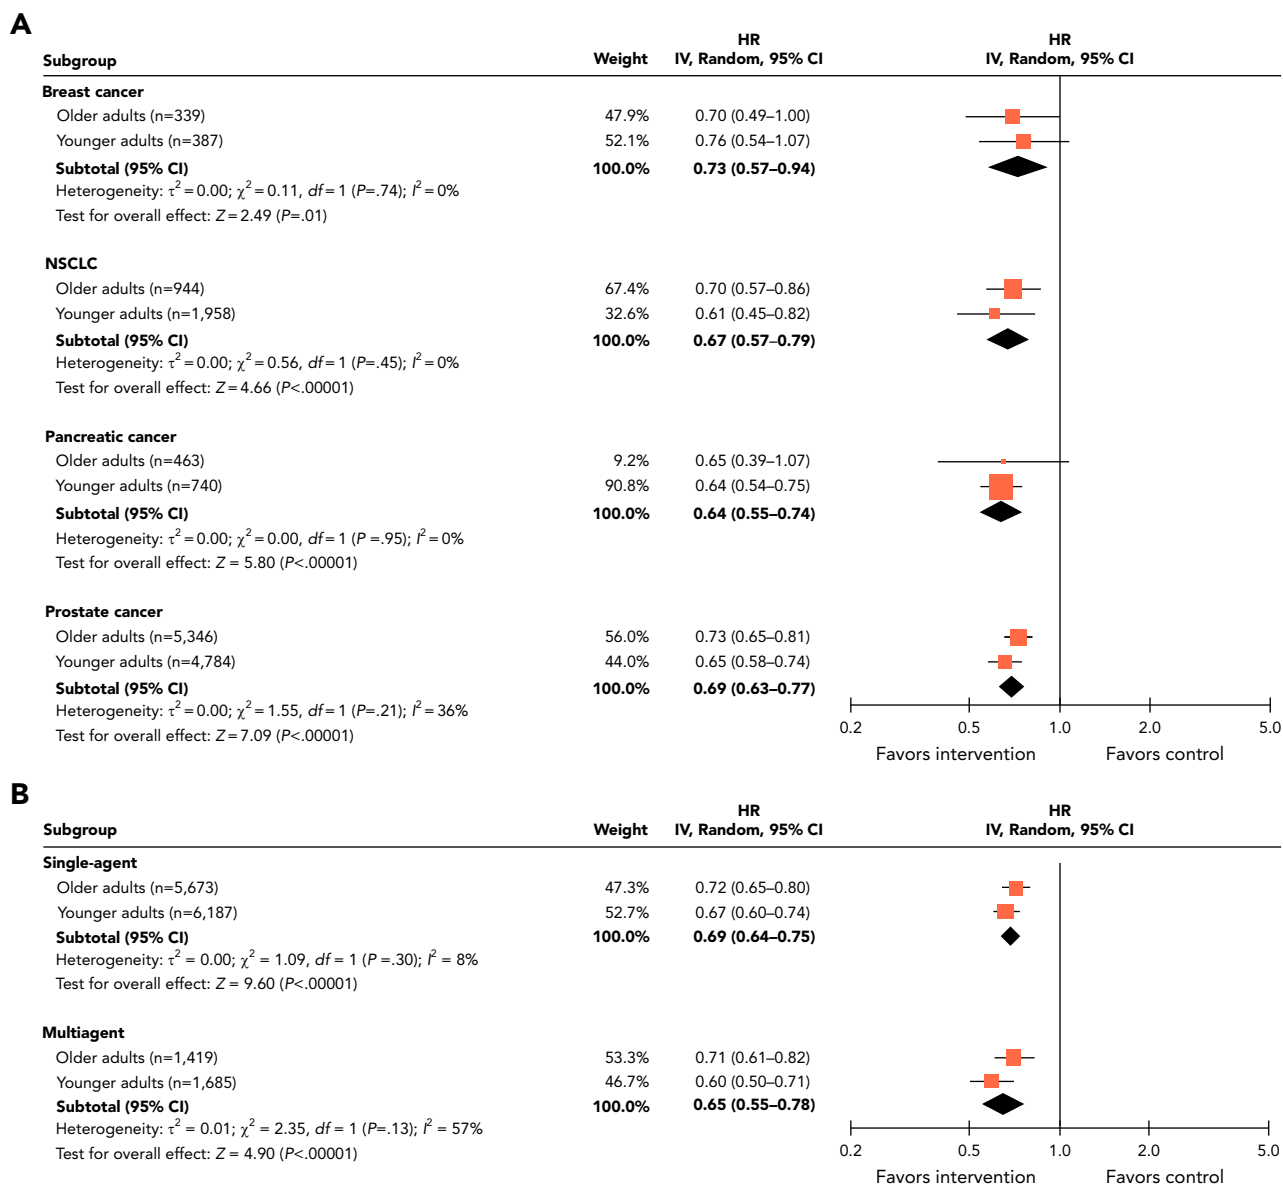 A
HR HR
Subgroup Weight IV, Random, 95% CI IV, Random, 95% CI
Breast cancer
Older adults (n=339) 47.9% 0.70 (0.49–1.00)
Younger adults (n=387) 52.1% 0.76 (0.54–1.07)
Subtotal (95% CI) 100.0% 0.73 (0.57–0.94)
Heterogeneity: τ² = 0.00; χ² = 0.11, df = 1 (P=.74); I² = 0%
Test for overall effect: Z = 2.49 (P=.01)
NSCLC
Older adults (n=944) 67.4% 0.70 (0.57–0.86)
Younger adults (n=1,958) 32.6% 0.61 (0.45–0.82)
Subtotal (95% CI) 100.0% 0.67 (0.57–0.79)
Heterogeneity: τ² = 0.00; χ² = 0.56, df = 1 (P=.45); I² = 0%
Test for overall effect: Z = 4.66 (P<.00001)
Pancreatic cancer
Older adults (n=463) 9.2% 0.65 (0.39–1.07)
Younger adults (n=740) 90.8% 0.64 (0.54–0.75)
Subtotal (95% CI) 100.0% 0.64 (0.55–0.74)
Heterogeneity: τ² = 0.00; χ² = 0.00, df = 1 (P =.95); I² = 0%
Test for overall effect: Z = 5.80 (P<.00001)
Prostate cancer
Older adults (n=5,346) 56.0% 0.73 (0.65–0.81)
Younger adults (n=4,784) 44.0% 0.65 (0.58–0.74)
Subtotal (95% CI) 100.0% 0.69 (0.63–0.77)
Heterogeneity: τ² = 0.00; χ² = 1.55, df = 1 (P=.21); I² = 36%
Test for overall effect: Z = 7.09 (P<.00001)
0.2 0.5 1.0 2.0 5.0
Favors intervention Favors control
B
HR HR
Subgroup Weight IV, Random, 95% CI IV, Random, 95% CI
Single-agent
Older adults (n=5,673) 47.3% 0.72 (0.65–0.80)
Younger adults (n=6,187) 52.7% 0.67 (0.60–0.74)
Subtotal (95% CI) 100.0% 0.69 (0.64–0.75)
Heterogeneity: τ² = 0.00; χ² = 1.09, df = 1 (P =.30); I² = 8%
Test for overall effect: Z = 9.60 (P<.00001)
Multiagent
Older adults (n=1,419) 53.3% 0.71 (0.61–0.82)
Younger adults (n=1,685) 46.7% 0.60 (0.50–0.71)
Subtotal (95% CI) 100.0% 0.65 (0.55–0.78)
Heterogeneity: τ² = 0.01; χ² = 2.35, df = 1 (P=.13); I² = 57%
Test for overall effect: Z = 4.90 (P<.00001)
0.2 0.5 1.0 2.0 5.0
Favors intervention Favors control